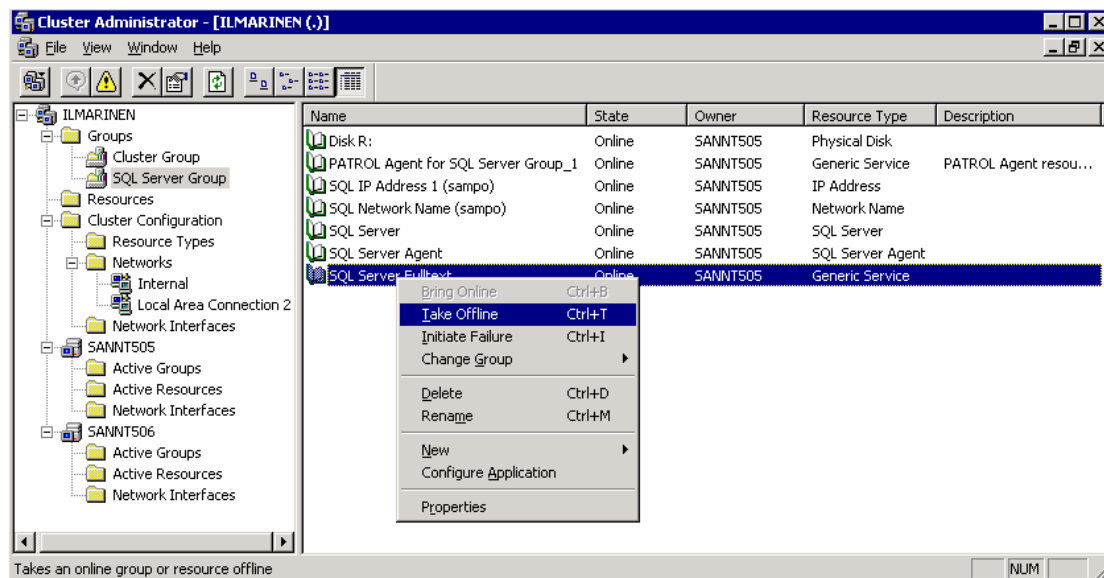 Cluster Administrator - [ILMARINEN (.)]
File View Window Help
ILMARINEN
Groups
Cluster Group
SQL Server Group
Resources
Cluster Configuration
Resource Types
Networks
Internal
Local Area Connection 2
Network Interfaces
SANNT505
Active Groups
Active Resources
Network Interfaces
SANNT506
Active Groups
Active Resources
Network Interfaces
Name State Owner Resource Type Description
Disk R: Online SANNT505 Physical Disk
PATROL Agent for SQL Server Group_1 Online SANNT505 Generic Service PATROL Agent resou...
SQL IP Address 1 (sampo) Online SANNT505 IP Address
SQL Network Name (sampo) Online SANNT505 Network Name
SQL Server Online SANNT505 SQL Server
SQL Server Agent Online SANNT505 SQL Server Agent
SQL Server Fulltext Online SANNT505 Generic Service
Bring Online Ctrl+B
Take Offline Ctrl+T
Initiate Failure Ctrl+I
Change Group
Delete Ctrl+D
Rename Ctrl+M
New
Configure Application
Properties
Takes an online group or resource offline NUM